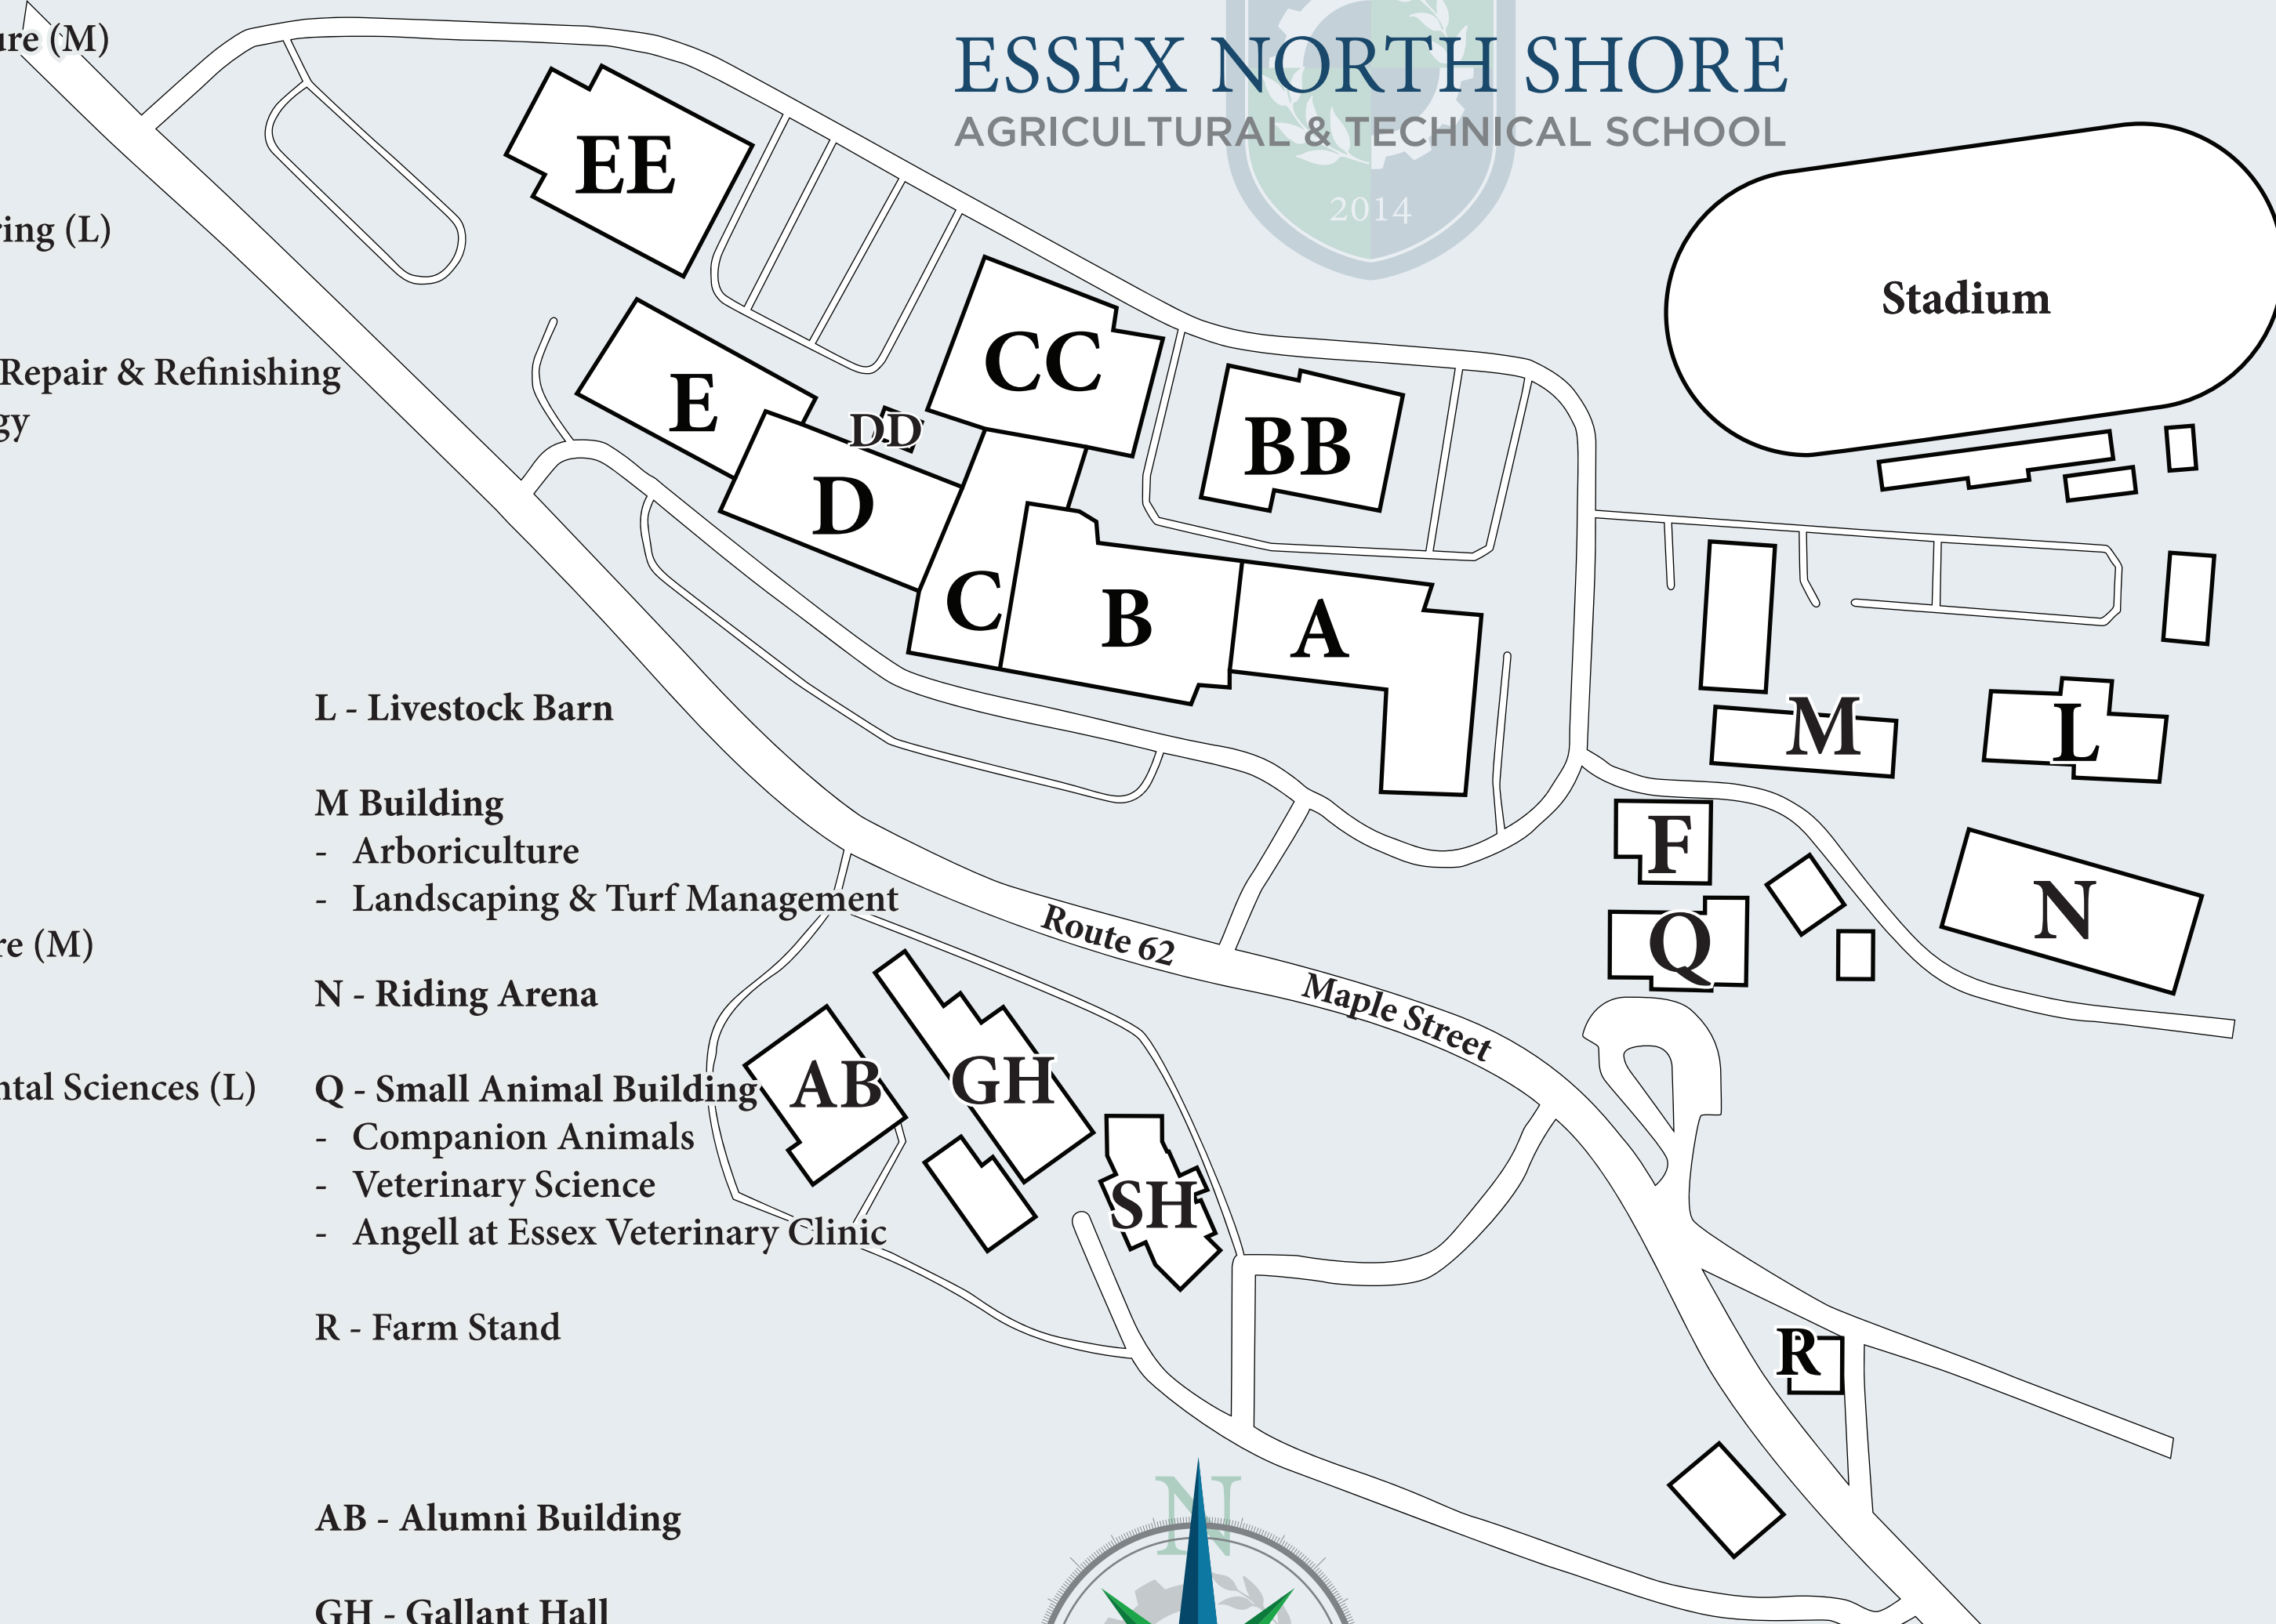 ure (M)
ring (L)
Repair & Refinishing
gy
re (M)
ntal Sciences (L)
L - Livestock Barn
M Building
- Arboriculture
- Landscaping & Turf Management
N - Riding Arena
Q - Small Animal Building
- Companion Animals
- Veterinary Science
- Angell at Essex Veterinary Clinic
R - Farm Stand
AB - Alumni Building
GH - Gallant Hall
ESSEX NORTH SHORE
AGRICULTURAL & TECHNICAL SCHOOL
2014
Stadium
EE
CC
E
DD
BB
D
C
B
A
M
L
F
Q
N
Route 62
Maple Street
AB
GH
SH
R
N